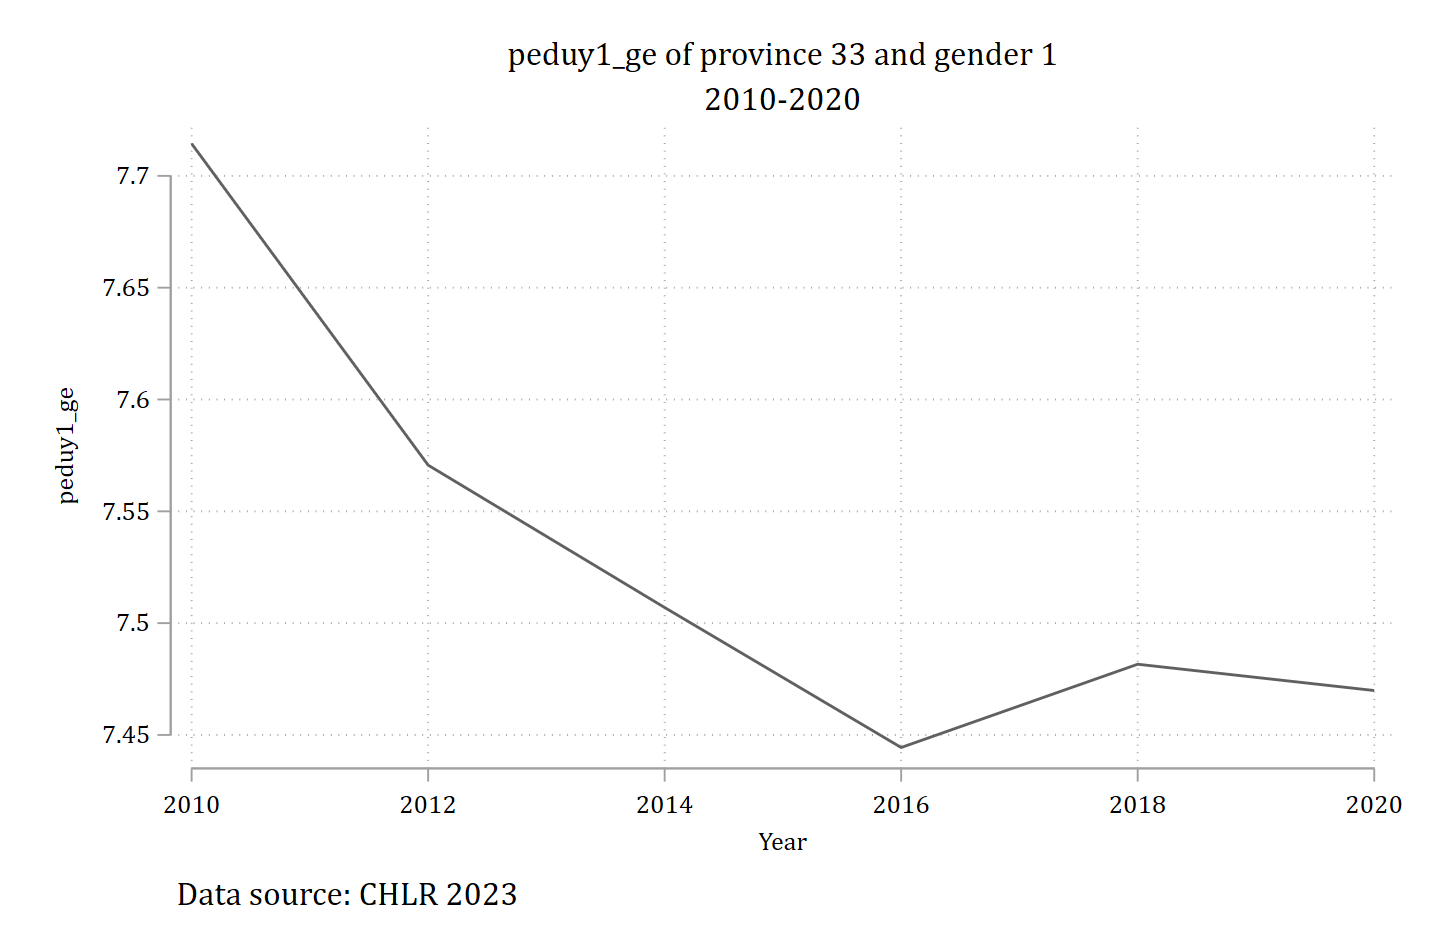 peduy1_ge of province 33 and gender 1
2010-2020
7.7
7.65
7.6
7.55
7.5
7.45
peduy1_ge
2010 2012 2014 2016 2018 2020
Year
Data source: CHLR 2023